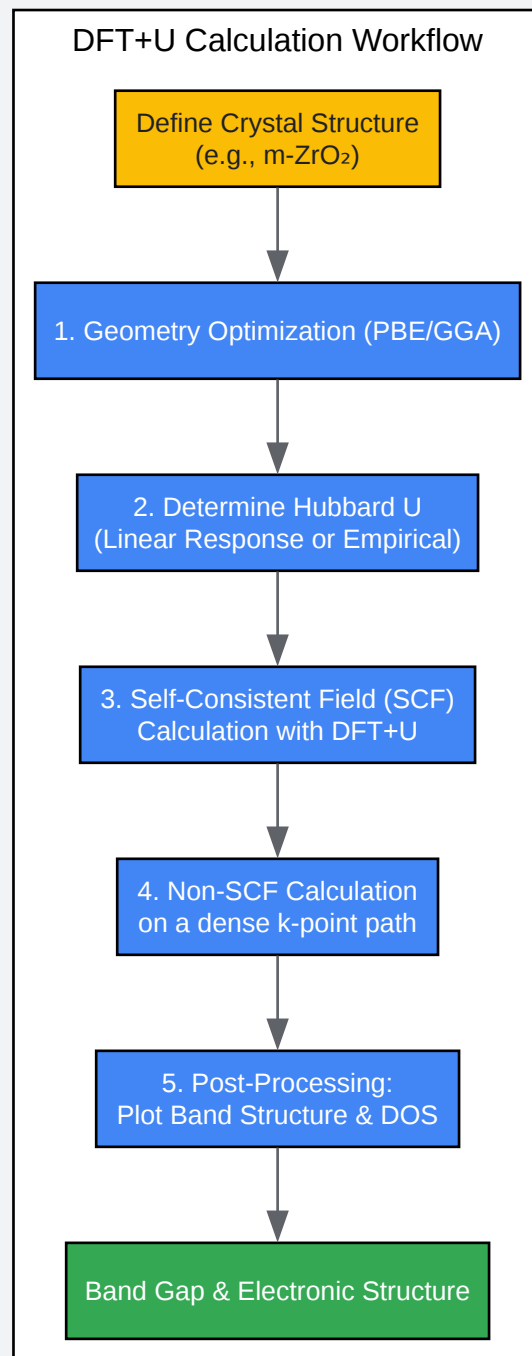 DFT+U Calculation Workflow
Define Crystal Structure
(e.g., m-ZrO₂)
1. Geometry Optimization (PBE/GGA)
2. Determine Hubbard U
(Linear Response or Empirical)
3. Self-Consistent Field (SCF)
Calculation with DFT+U
4. Non-SCF Calculation
on a dense k-point path
5. Post-Processing:
Plot Band Structure & DOS
Band Gap & Electronic Structure